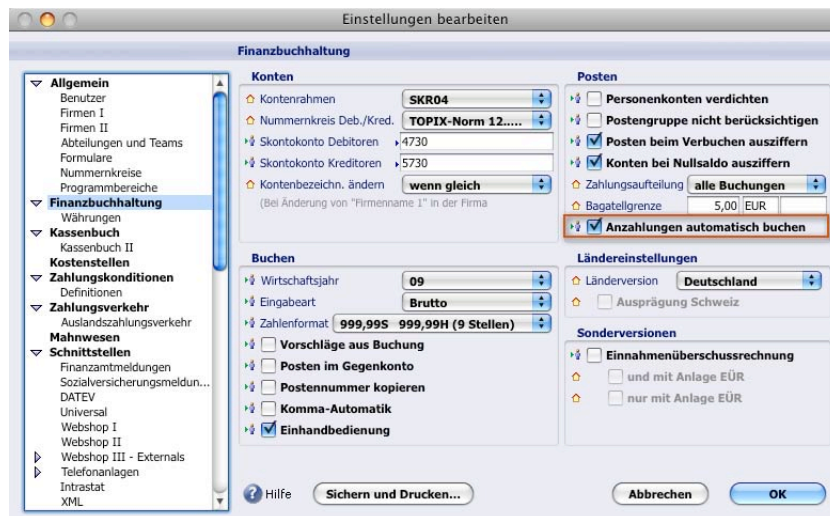 Einstellungen bearbeiten
Finanzbuchhaltung
Allgemein
Benutzer
Firmen I
Firmen II
Abteilungen und Teams
Formulare
Nummernkreise
Programmbereiche
Finanzbuchhaltung
Währungen
Kassenbuch
Kassenbuch II
Kostenstellen
Zahlungskonditionen
Definitionen
Zahlungsverkehr
Auslandszahlungsverkehr
Mahnwesen
Schnittstellen
Finanzamtmeldungen
Sozialversicherungsmeldun...
DATEV
Universal
Webshop I
Webshop II
Webshop III - Externals
Telefonanlagen
Intrastat
XML
Konten
Kontenrahmen SKR04
Nummernkreis Deb./Kred. TOPIX-Norm 12.....
Skontokonto Debitoren 4730
Skontokonto Kreditoren 5730
Kontenbezeichn. ändern wenn gleich
(Bei Änderung von "Firmenname 1" in der Firma
Buchen
Wirtschaftsjahr 09
Eingabeart Brutto
Zahlenformat 999,99S 999,99H (9 Stellen)
Vorschläge aus Buchung
Posten im Gegenkonto
Postennummer kopieren
Komma-Automatik
Einhandbedienung
Posten
Personenkonten verdichten
Postengruppe nicht berücksichtigen
Posten beim Verbuchen ausziffern
Konten bei Nullsaldo ausziffern
Zahlungsaufteilung alle Buchungen
Bagatellgrenze 5,00 EUR
Anzahlungen automatisch buchen
Ländereinstellungen
Länderversion Deutschland
Ausprägung Schweiz
Sonderversionen
Einnahmenüberschussrechnung
und mit Anlage EÜR
nur mit Anlage EÜR
Hilfe Sichern und Drucken... Abbrechen OK